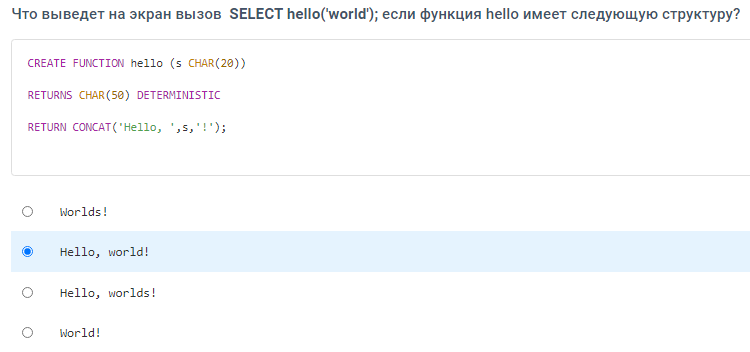 Что выведет на экран вызов  SELECT hello('world'); если функция hello имеет следующую структуру?
CREATE FUNCTION hello (s CHAR(20))
RETURNS CHAR(50) DETERMINISTIC
RETURN CONCAT('Hello, ',s,'!');
Worlds!
Hello, world!
Hello, worlds!
World!